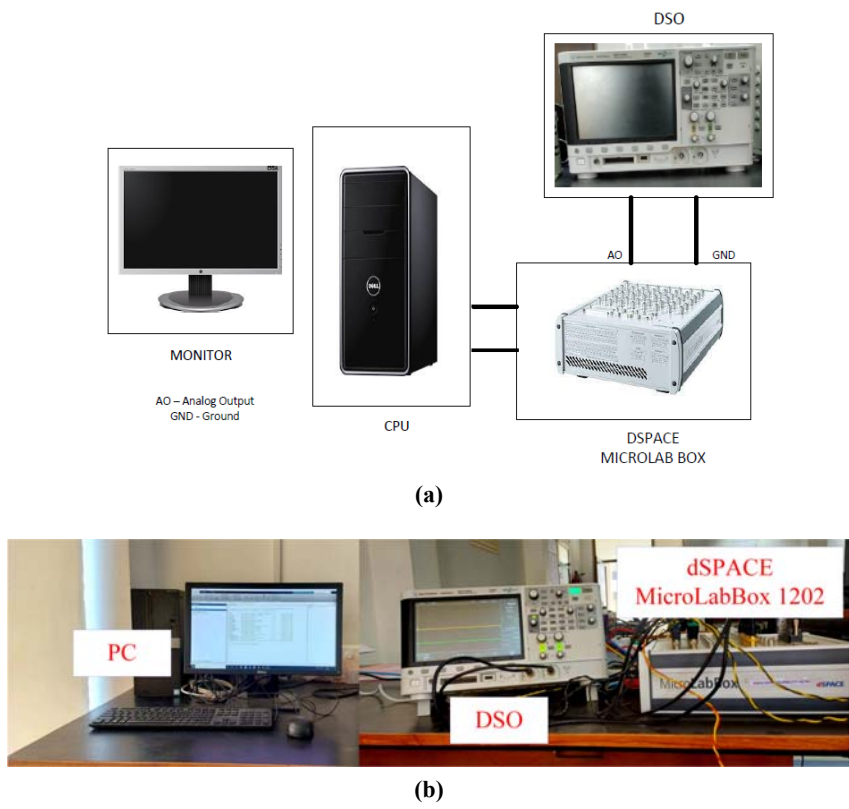 DSO
AO
GND
MONITOR
AO – Analog Output
GND - Ground
DELL
CPU
DSPACE
MICROLAB BOX
(a)
PC
DSO
dSPACE
MicroLabBox 1202
MicroLabBox
dSPACE
(b)